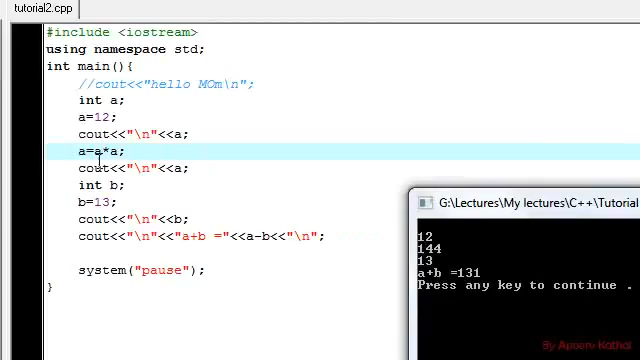 tutorial2.cpp
#include <iostream>
using namespace std;
int main(){
//cout<<"hello MOm\n";
int a;
a=12;
cout<<"\n"<<a;
a=a*a;
cout<<"\n"<<a;
int b;
b=13;
cout<<"\n"<<b;
cout<<"\n"<<"a+b ="<<a-b<<"\n";
system("pause");
}
G:\Lectures\My lectures\C++\Tutorial
12
144
13
a+b =131
Press any key to continue .
By Apoorv Kathal